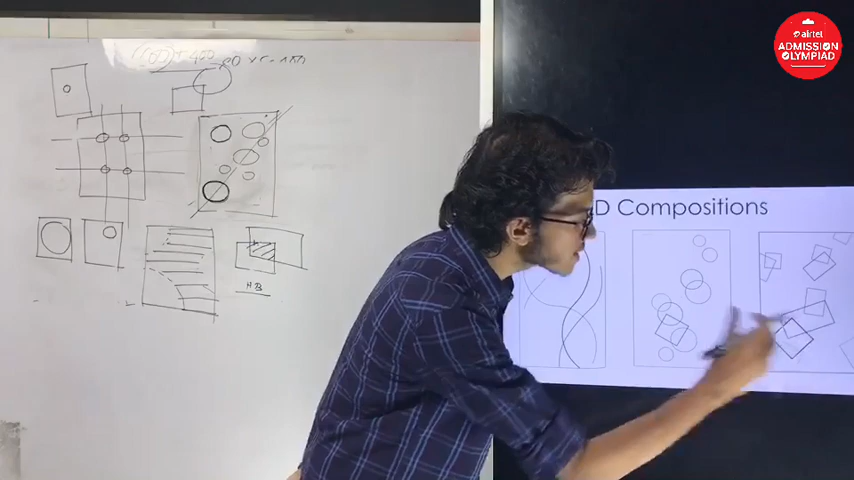 airtel
ADMISSION
OLYMPIAD
D Compositions
HB